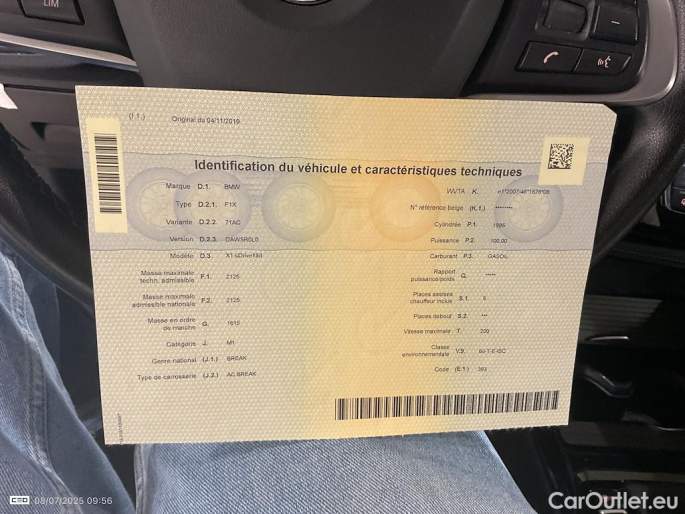 LIM
(I.1.) Original du 04/11/2019
Identification du véhicule et caractéristiques techniques
Marque D.1. BMW
Type D.2.1. F1X
Variante D.2.2. 71AC
Version D.2.3.
Modèle D.3.
Masse maximale techn. admissible F.1. 2125
Masse maximale admissible nationale F.2. 2125
Masse en ordre de marche G. 1615
Catégorie J. M1
Genre national (J.1.) BREAK
Type de carrosserie (J.2.) AC BREAK
WVTA K.
N° référence belge (K.1.) ********
Cylindrée P.1. 1995
Puissance P.2. 100,00
Carburant P.3. GASOIL
Rapport puissance/poids Q.
Places assises chauffeur inclus S.1. 5
Places debout S.2. ***
Vitesse maximale T. 200
Classe environnementale V.9.
Code (E.1.) 393
CEO 08/07/2025 09:56
CarOutlet.eu